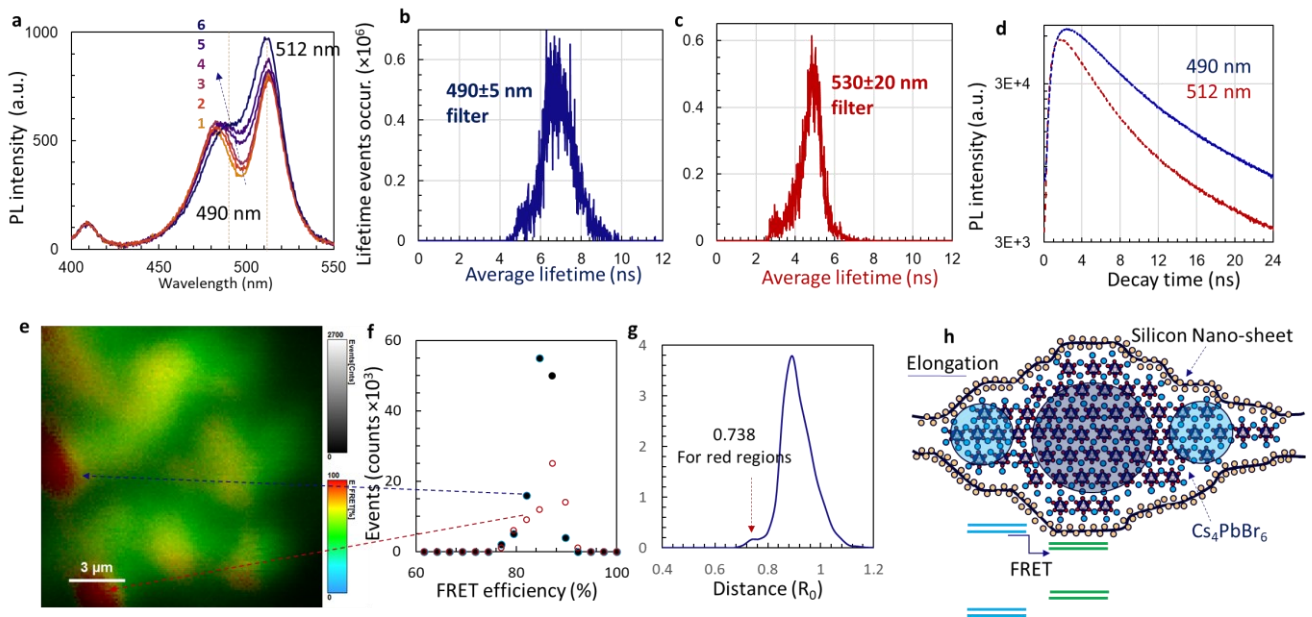 a
1000
500
0
PL intensity (a.u.)
6
5
4
3
2
1
512 nm
490 nm
400
450
500
550
Wavelength (nm)
b
Lifetime events occur. (×10⁶)
0.6
0.4
0.2
0
490±5 nm
filter
0 2 4 6 8 10 12
Average lifetime (ns)
c
0.6
0.4
0.2
0
530±20 nm
filter
0 2 4 6 8 10 12
Average lifetime (ns)
d
PL intensity (a.u.)
3E+4
3E+3
490 nm
512 nm
0 4 8 12 16 20 24
Decay time (ns)
e
2700
Events[Cnts]
0
100
E FRET[%]
0
3 µm
f
Events (counts ×10³)
60
40
20
0
60 80 100
FRET efficiency (%)
g
4
3
2
1
0
0.738
For red regions
0.4 0.6 0.8 1 1.2
Distance (R₀)
h
Silicon Nano-sheet
Elongation
Cs₄PbBr₆
FRET